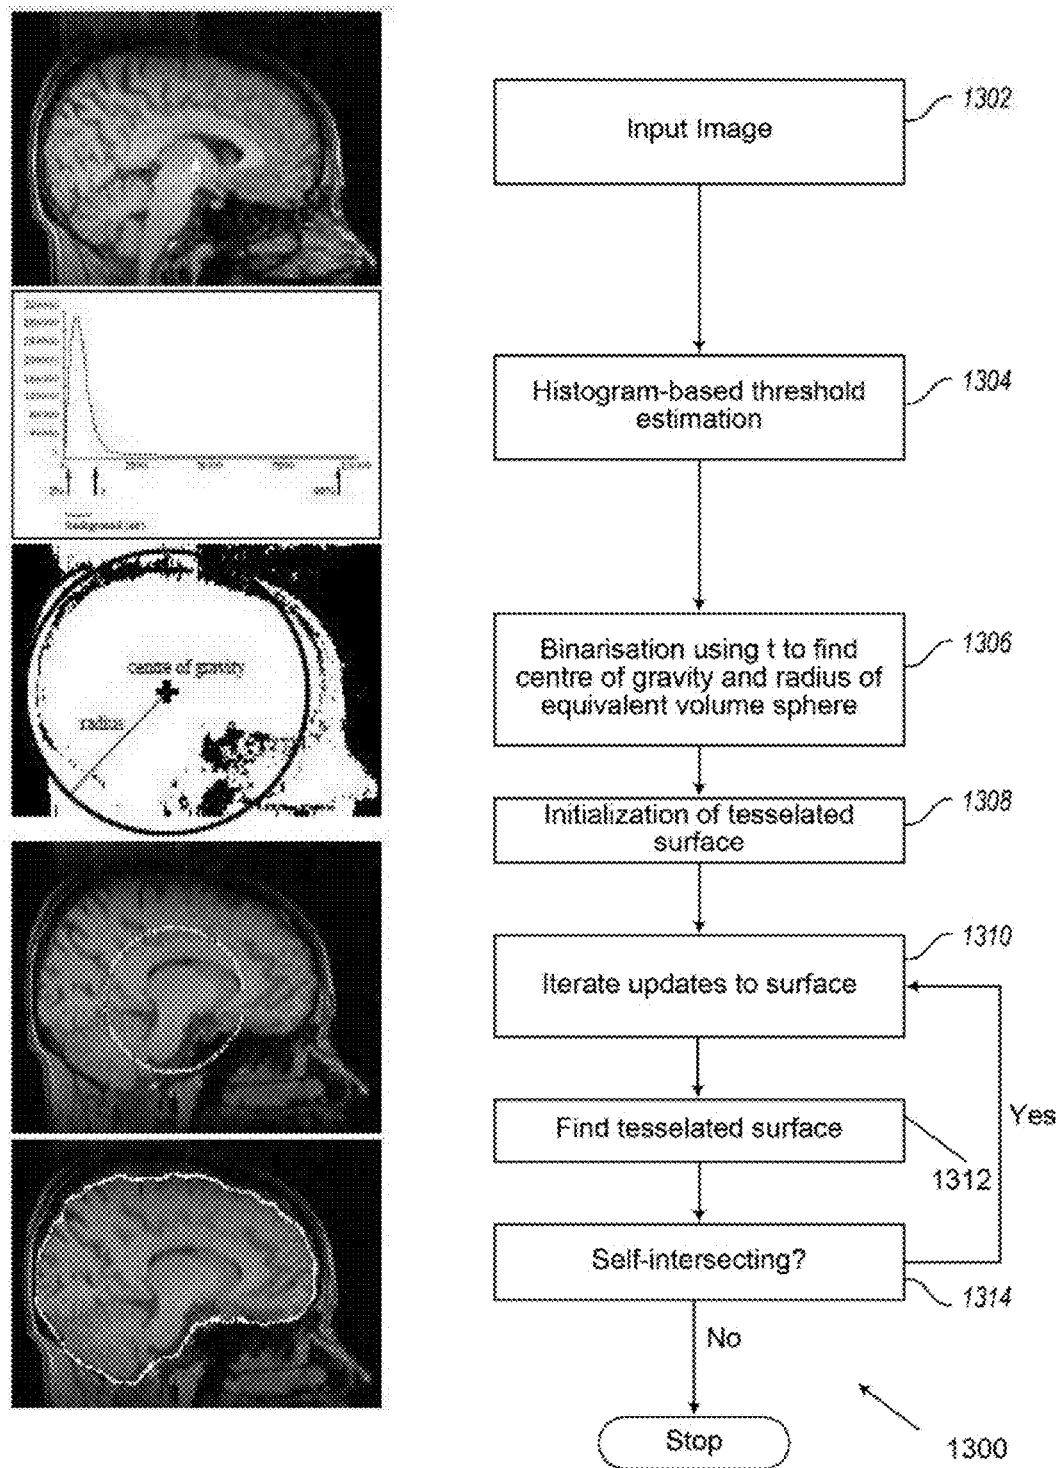 Input Image
1302
Histogram-based threshold
estimation
1304
background
centre of gravity
radius
Binarisation using t to find
centre of gravity and radius of
equivalent volume sphere
1306
Initialization of tesselated
surface
1308
Iterate updates to surface
1310
Find tesselated surface
1312
Yes
Self-intersecting?
1314
No
Stop
1300